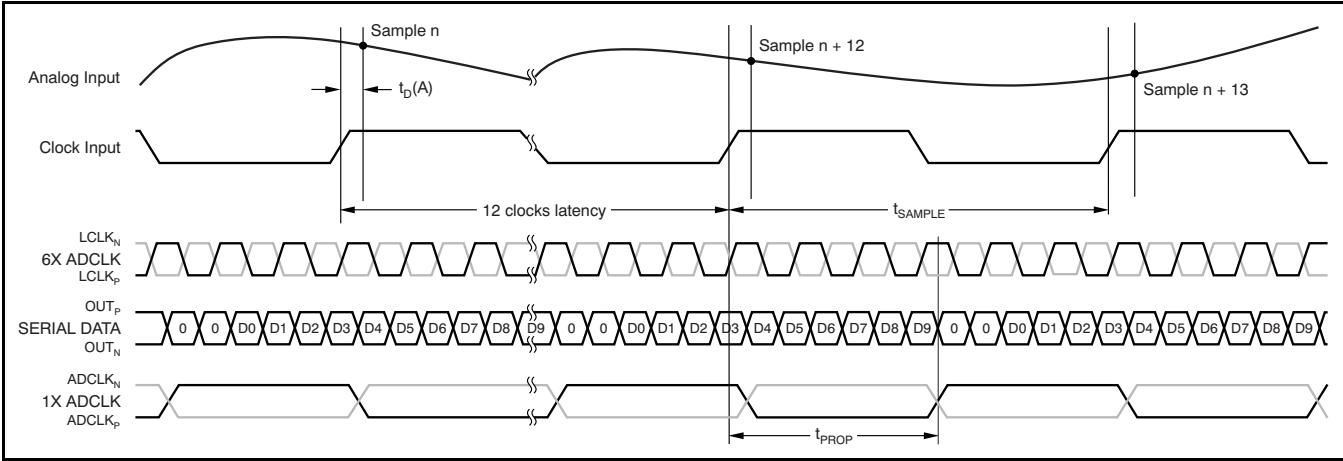 Sample n
Sample n + 12
Analog Input
t_D(A)
Sample n + 13
Clock Input
12 clocks latency
t_SAMPLE
LCLK_N
6X ADCLK
LCLK_P
OUT_P
SERIAL DATA
0 0 D0 D1 D2 D3 D4 D5 D6 D7 D8 D9 0 0 D0 D1 D2 D3 D4 D5 D6 D7 D8 D9 0 0 D0 D1 D2 D3 D4 D5 D6 D7 D8 D9
OUT_N
ADCLK_N
1X ADCLK
ADCLK_P
t_PROP